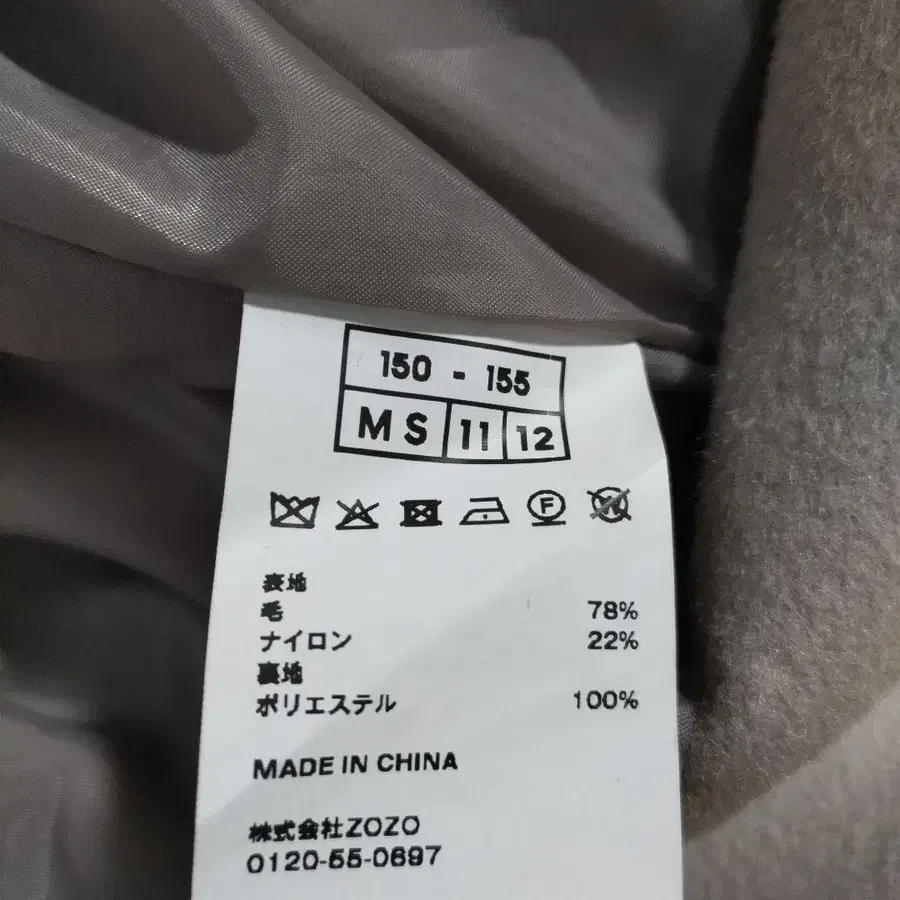 150 - 155
MS 11 12
F
W
表地
毛 78%
ナイロン 22%
裏地
ポリエステル 100%
MADE IN CHINA
株式会社ZOZO
0120-55-0697